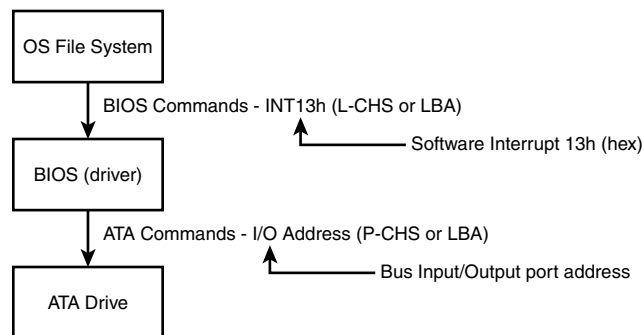 OS File System
BIOS Commands - INT13h (L-CHS or LBA)
Software Interrupt 13h (hex)
BIOS (driver)
ATA Commands - I/O Address (P-CHS or LBA)
Bus Input/Output port address
ATA Drive